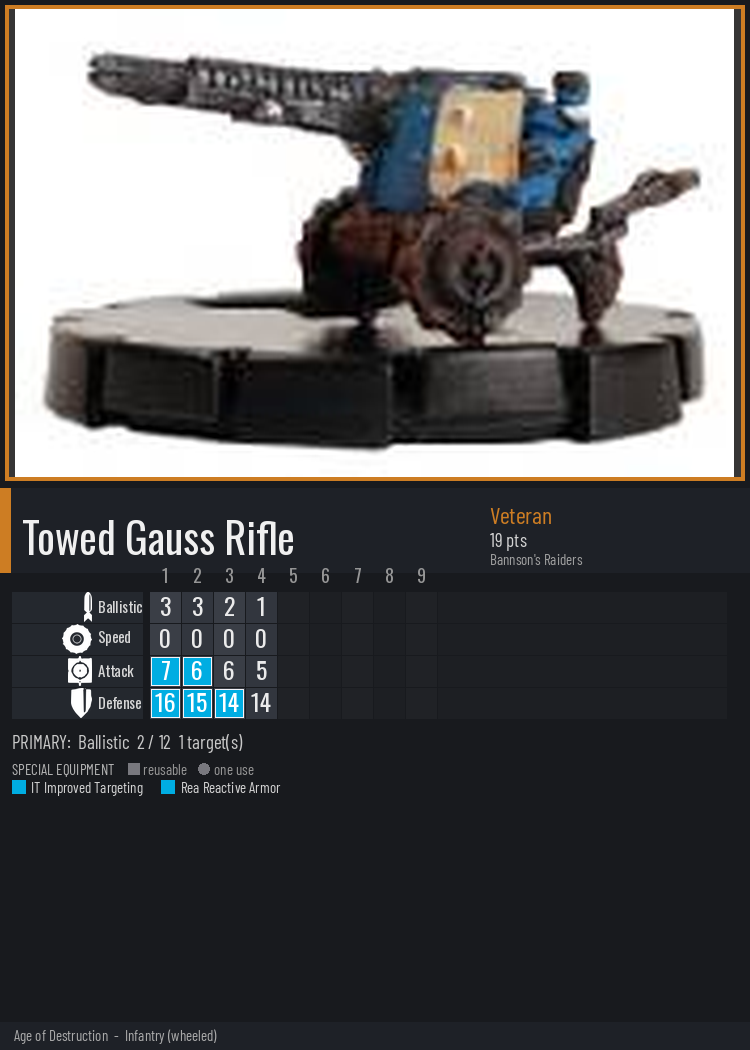 Towed Gauss Rifle
Veteran
19 pts
Bannson's Raiders
1 2 3 4 5 6 7 8 9
Ballistic 3 3 2 1
Speed 0 0 0 0
Attack 7 6 6 5
Defense 16 15 14 14
PRIMARY: Ballistic 2 / 12 1 target(s)
SPECIAL EQUIPMENT reusable one use
IT Improved Targeting Rea Reactive Armor
Age of Destruction - Infantry (wheeled)